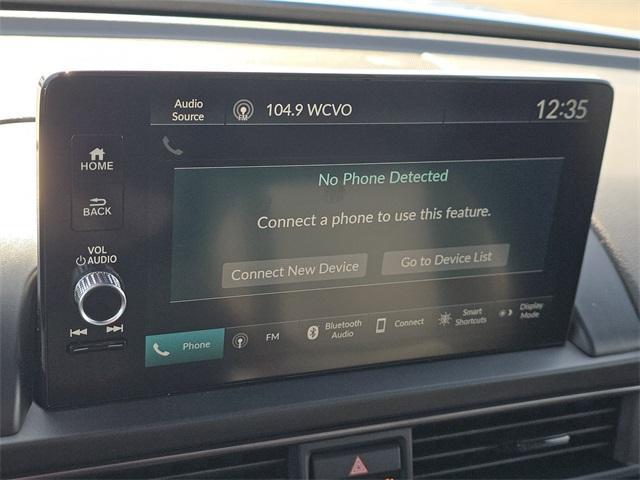 Audio
Source
FM
104.9 WCVO
12:35
HOME
BACK
VOL
AUDIO
No Phone Detected
Connect a phone to use this feature.
Connect New Device
Go to Device List
Phone
FM
Bluetooth
Audio
Connect
Smart
Shortcuts
Display
Mode